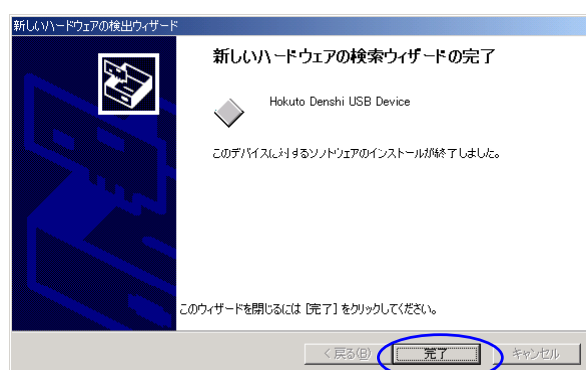 新しいハードウェアの検出ウィザード
新しいハードウェアの検索ウィザードの完了
Hokuto Denshi USB Device
このデバイスに対するソフトウェアのインストールが終了しました。
このウィザードを閉じるには [完了] をクリックしてください。
< 戻る(B)
完了
キャンセル